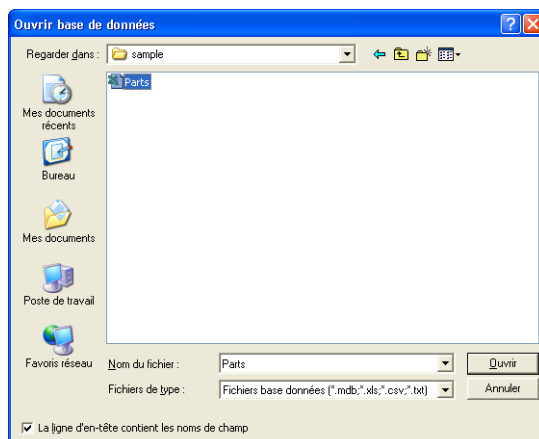 Ouvrir base de données
Regarder dans :
sample
Parts
Mes documents
récents
Bureau
Mes documents
Poste de travail
Favoris réseau
Nom du fichier :
Parts
Ouvrir
Fichiers de type :
Fichiers base données (*.mdb;*.xls;*.csv;*.txt)
Annuler
La ligne d'en-tête contient les noms de champ